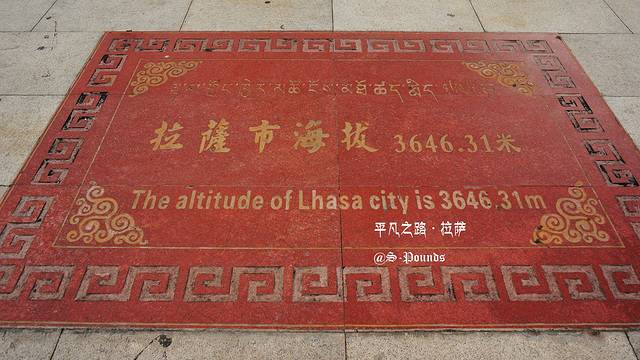 拉薩市海拔 3646.31米
The altitude of Lhasa city is 3646.31m
平凡之路·拉萨
@S-Pounds